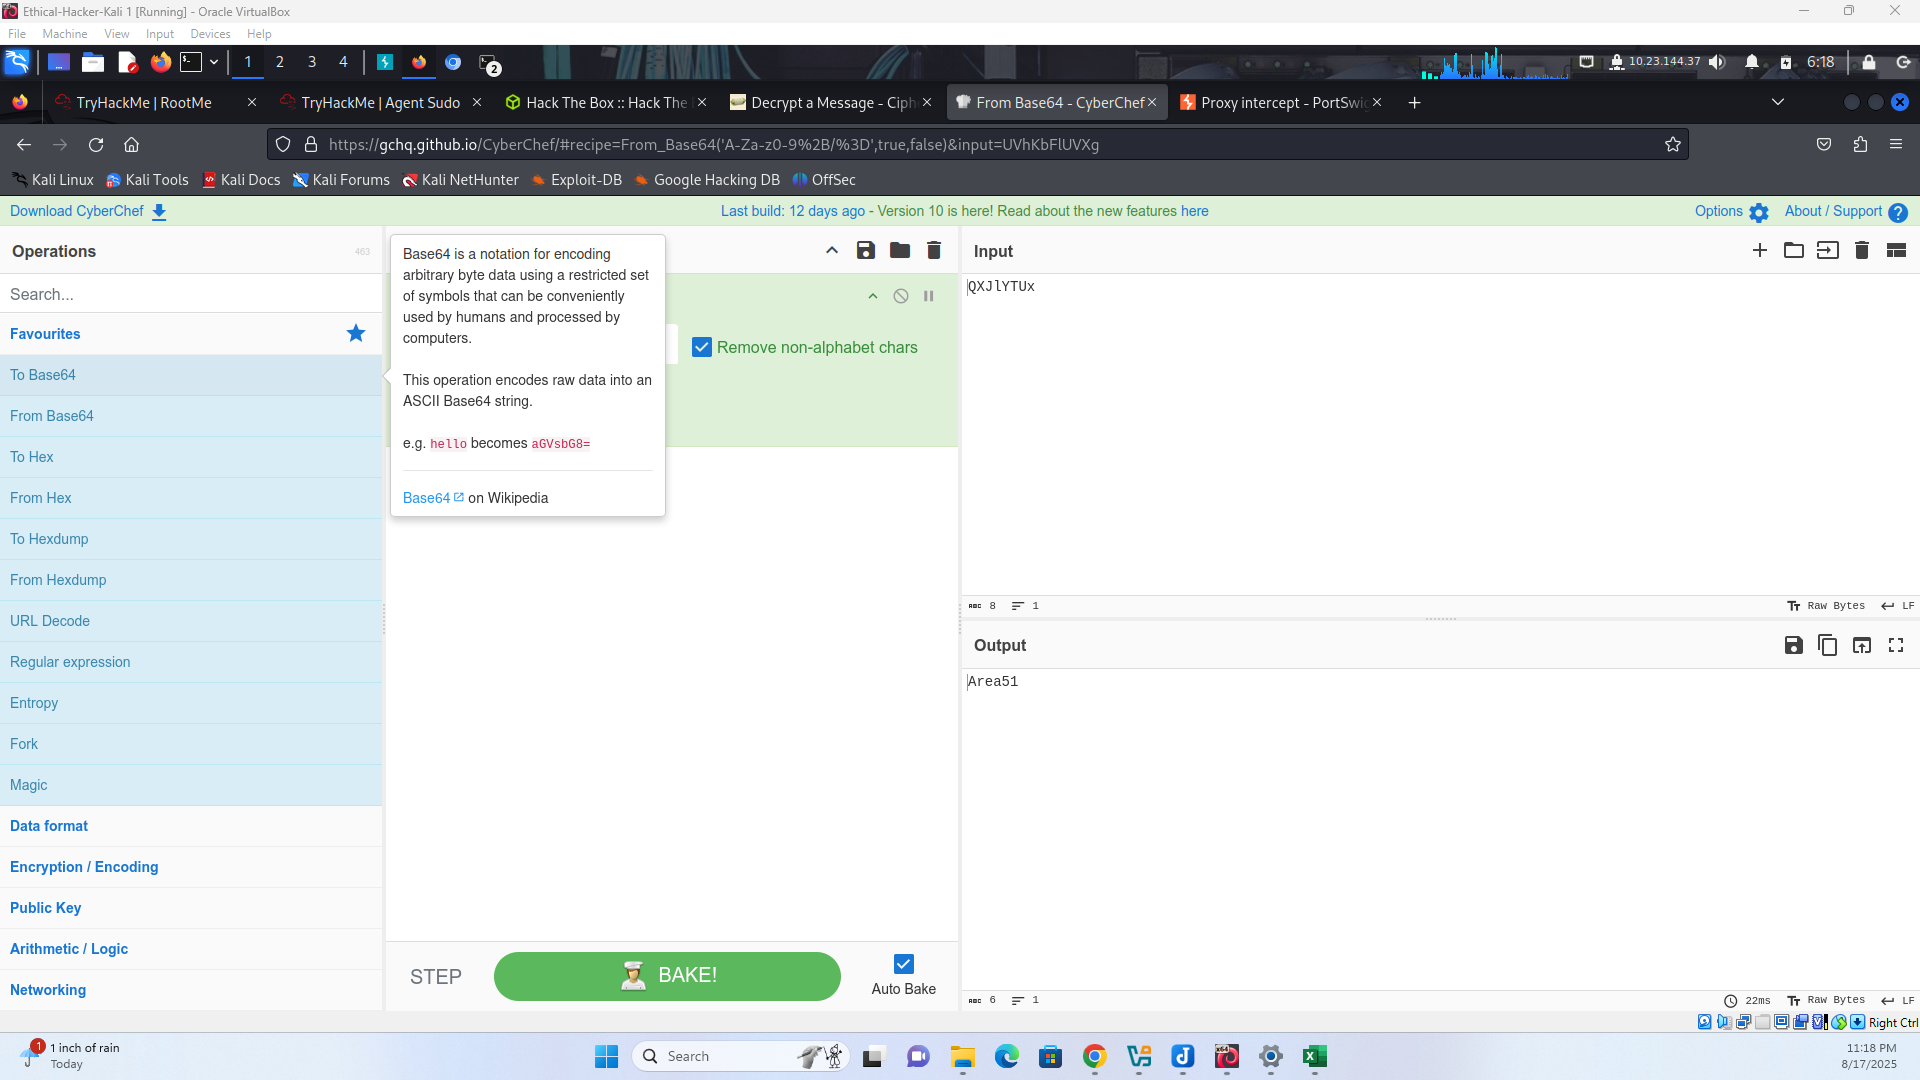 Ethical-Hacker-Kali 1 [Running] - Oracle VirtualBox
File Machine View Input Devices Help
1 2 3 4 2 10.23.144.37 6:18
TryHackMe | RootMe
TryHackMe | Agent Sudo
Hack The Box :: Hack The
Decrypt a Message - Ciph
From Base64 - CyberChef
Proxy intercept - PortSwig
https://gchq.github.io/CyberChef/#recipe=From_Base64('A-Za-z0-9%2B/%3D',true,false)&input=UVhKbFlUVXg
Kali Linux Kali Tools Kali Docs Kali Forums Kali NetHunter Exploit-DB Google Hacking DB OffSec
Download CyberChef
Last build: 12 days ago - Version 10 is here! Read about the new features here
Options
About / Support
Operations
463
Search...
Favourites
To Base64
From Base64
To Hex
From Hex
To Hexdump
From Hexdump
URL Decode
Regular expression
Entropy
Fork
Magic
Data format
Encryption / Encoding
Public Key
Arithmetic / Logic
Networking
Base64 is a notation for encoding
arbitrary byte data using a restricted set
of symbols that can be conveniently
used by humans and processed by
computers.
This operation encodes raw data into an
ASCII Base64 string.
e.g. hello becomes aGVsbG8=
Base64 on Wikipedia
Remove non-alphabet chars
STEP
BAKE!
Auto Bake
Input
QXJlYTUx
ABC 8 1 Tt Raw Bytes LF
Output
Area51
ABC 6 1 22ms Tt Raw Bytes LF
Right Ctrl
1
1 inch of rain
Today
Search
11:18 PM
8/17/2025